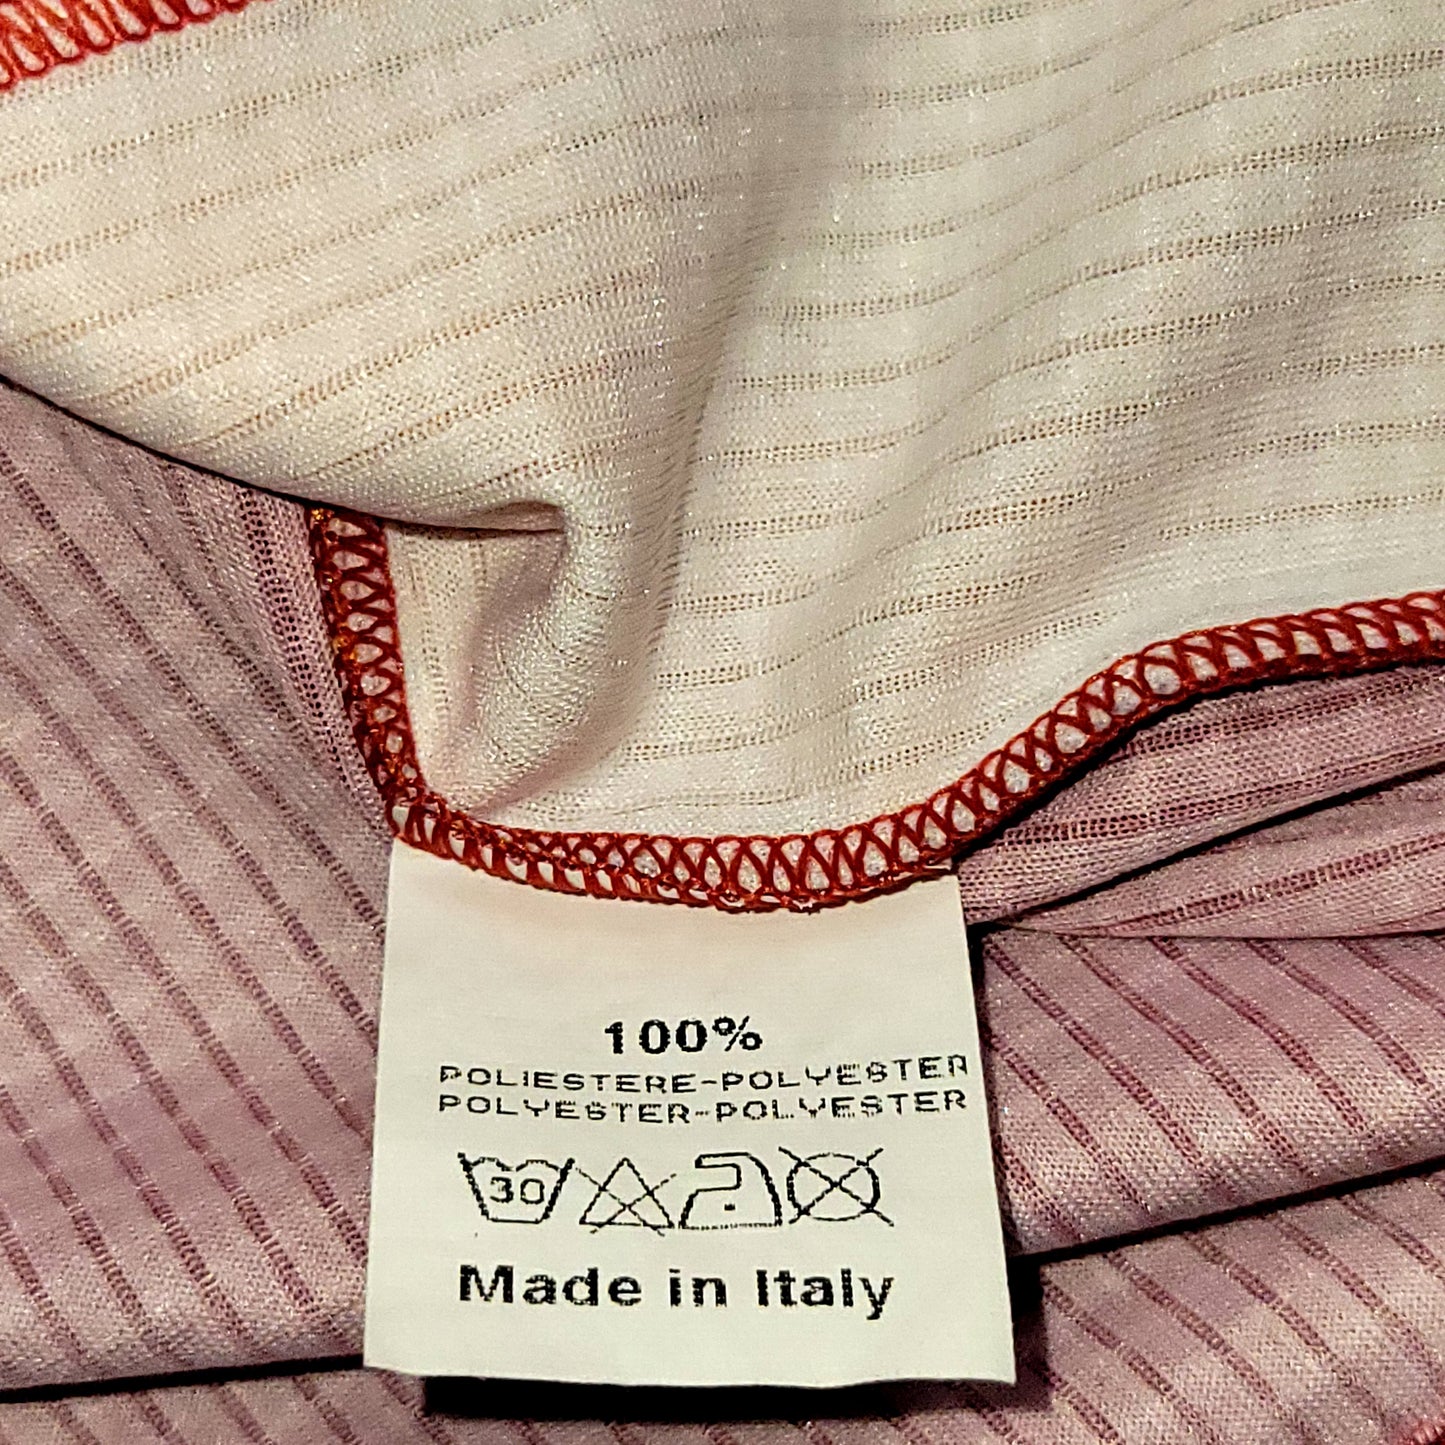 100%
POLIESTERE-POLYESTER
POLYESTER-POLYESTER
30
Made in Italy